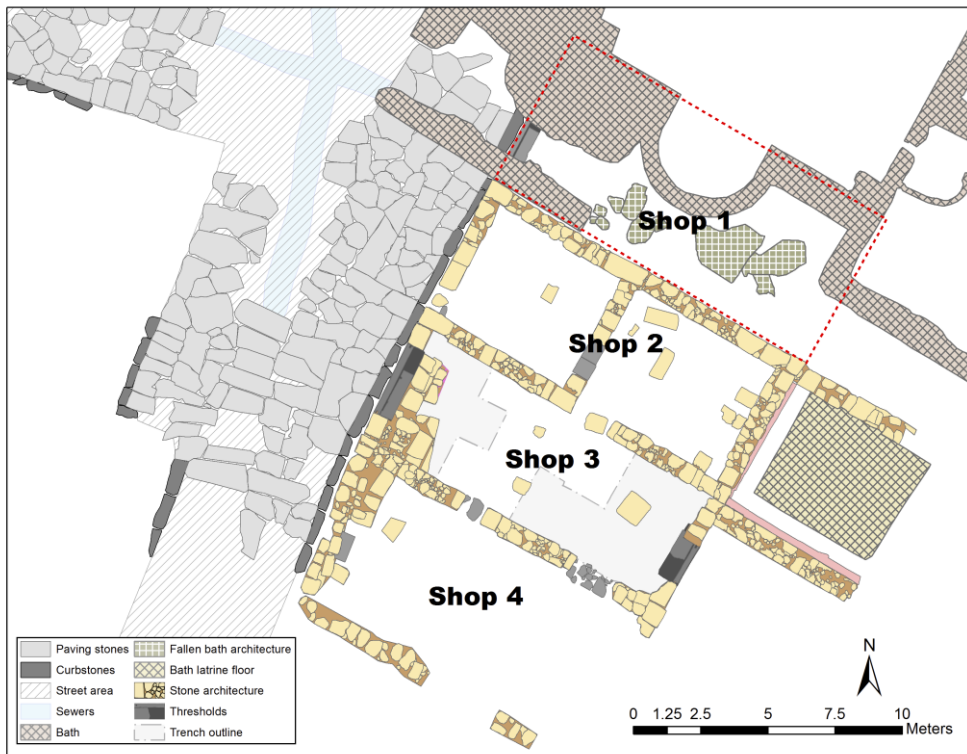 Shop 1
Shop 2
Shop 3
Shop 4
Paving stones
Fallen bath architecture
Curbstones
Bath latrine floor
Street area
Stone architecture
Sewers
Thresholds
Bath
Trench outline
N
0 1.25 2.5 5 7.5 10
Meters